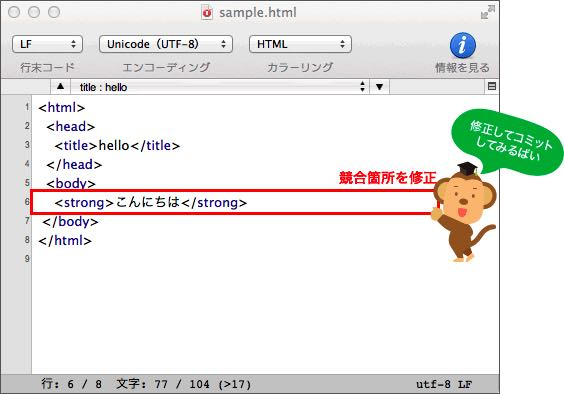 sample.html
LF
Unicode (UTF-8)
HTML
行末コード
エンコーディング
カラーリング
情報を見る
title : hello
1 <html>
2 <head>
3 <title>hello</title>
4 </head>
5 <body>
6 <strong>こんにちは</strong>
7 </body>
8 </html>
9
競合箇所を修正
修正してコミット
してみるばい
行: 6 / 8 文字: 77 / 104 (>17)
utf-8 LF